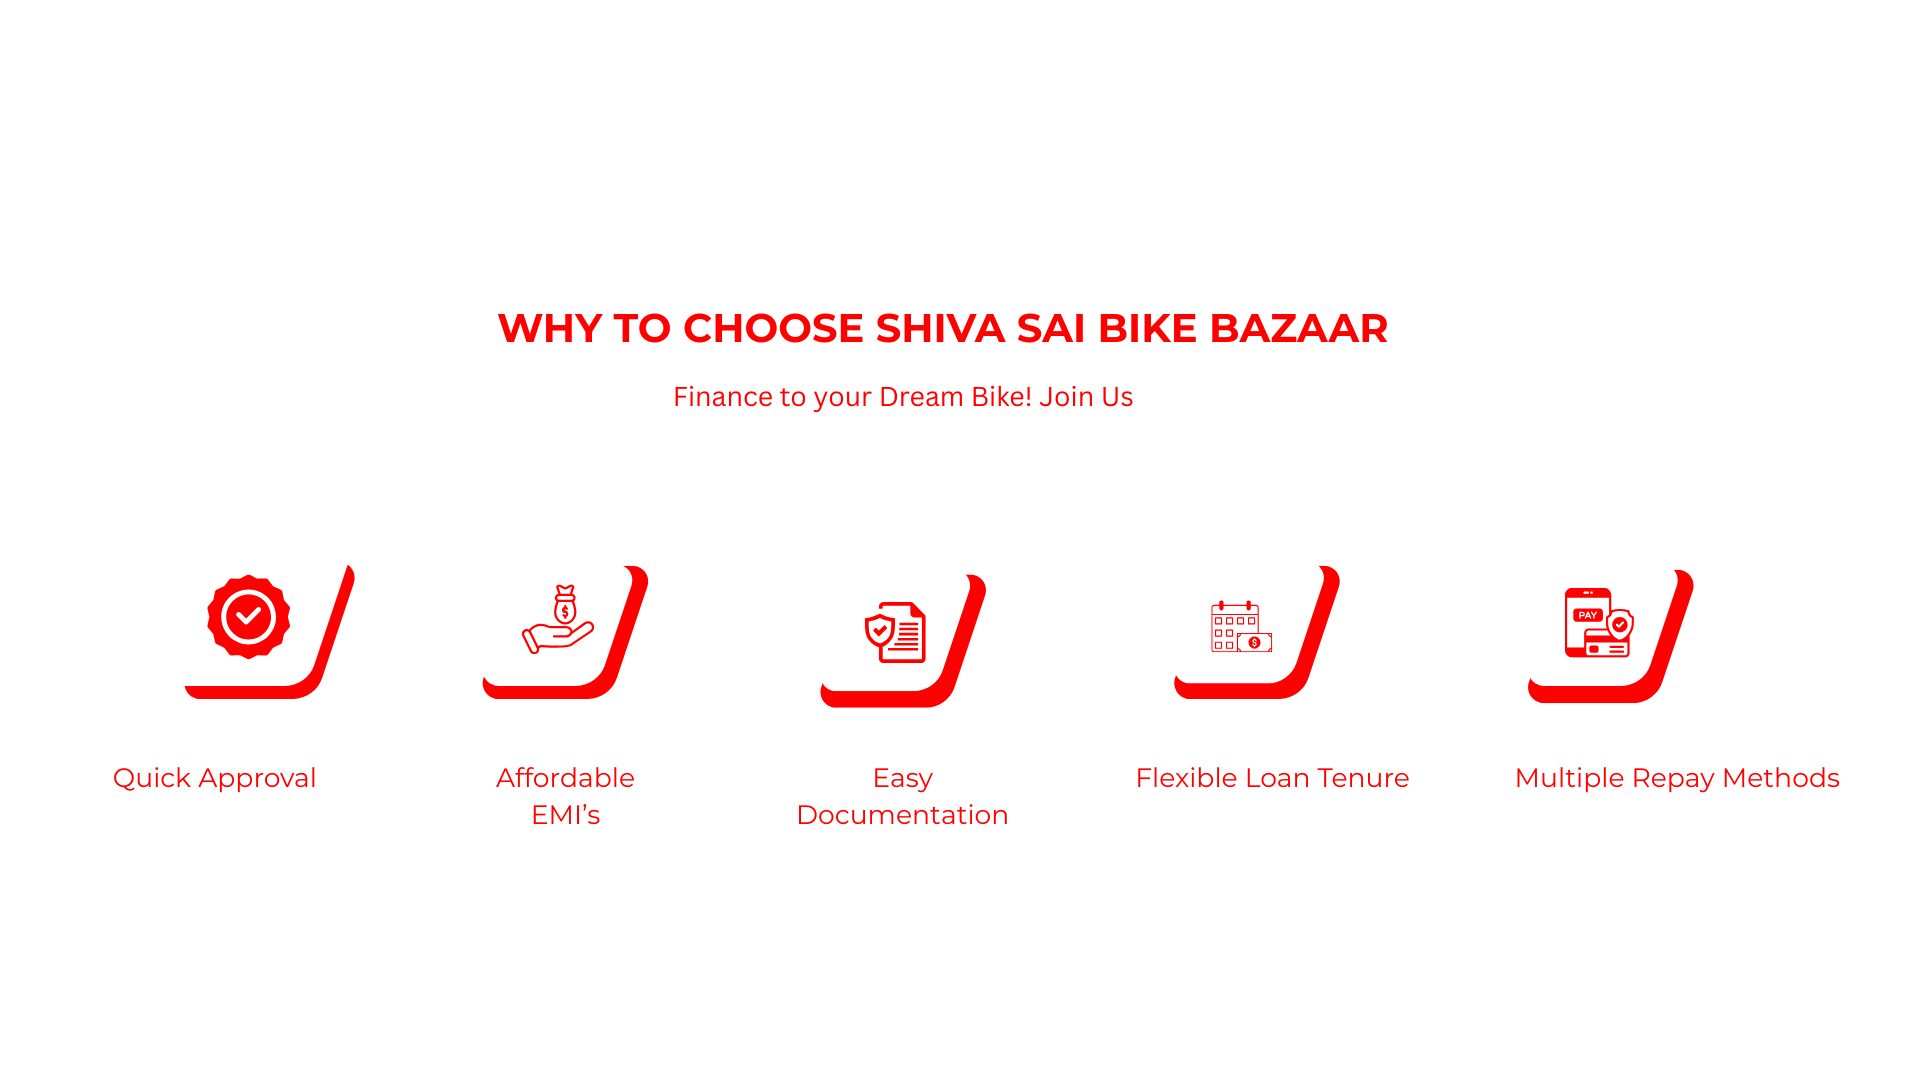 WHY TO CHOOSE SHIVA SAI BIKE BAZAAR
Finance to your Dream Bike! Join Us
$
$
PAY
Quick Approval
Affordable
EMI’s
Easy
Documentation
Flexible Loan Tenure
Multiple Repay Methods